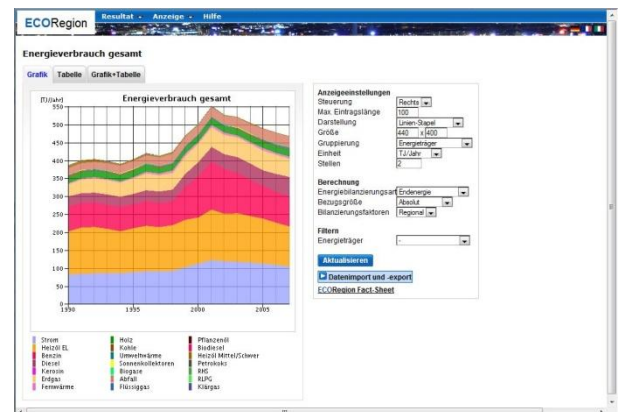 ECORegion
Resultat - Anzeige - Hilfe
Energieverbrauch gesamt
Grafik Tabelle Grafik+Tabelle
[TJ/Jahr] Energieverbrauch gesamt
550
500
450
400
350
300
250
200
150
100
50
0
1990 1995 2000 2005
Strom Holz Pflanzenöl
Heizöl EL Kohle Biodiesel
Benzin Umweltwärme Heizöl Mittel/Schwer
Diesel Sonnenkollektoren Petrokoks
Kerosin Biogase RHS
Erdgas Abfall RLPG
Fernwärme Flüssiggas Klärgas
Anzeigeeinstellungen
Steuerung Rechts
Max. Eintragslänge 100
Darstellung Linien-Stapel
Größe 440 x 400
Gruppierung Energieträger
Einheit TJ/Jahr
Stellen 2
Berechnung
Energiebilanzierungsart Endenergie
Bezugsgröße Absolut
Bilanzierungsfaktoren Regional
Filtern
Energieträger -
Aktualisieren
Datenimport und -export
ECORegion Fact-Sheet